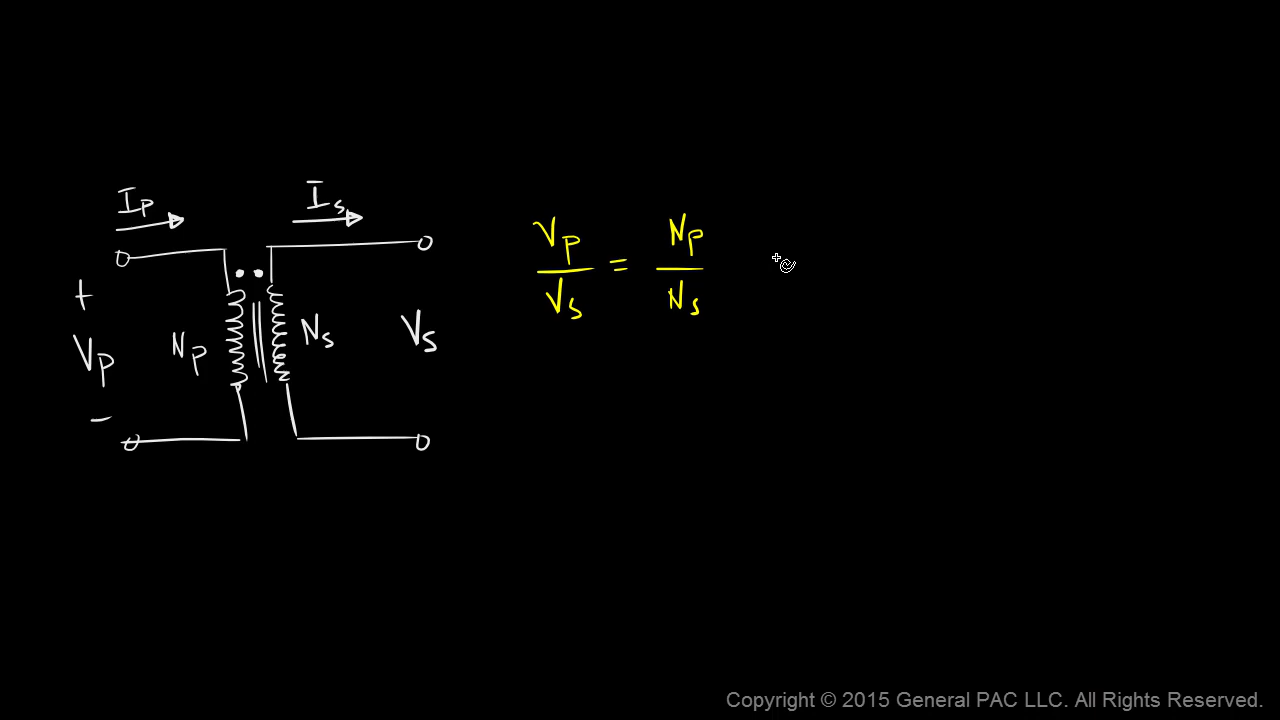 Ip Is
+
Vp Np Ns Vs
−
Vp/Vs = Np/Ns
Copyright © 2015 General PAC LLC. All Rights Reserved.